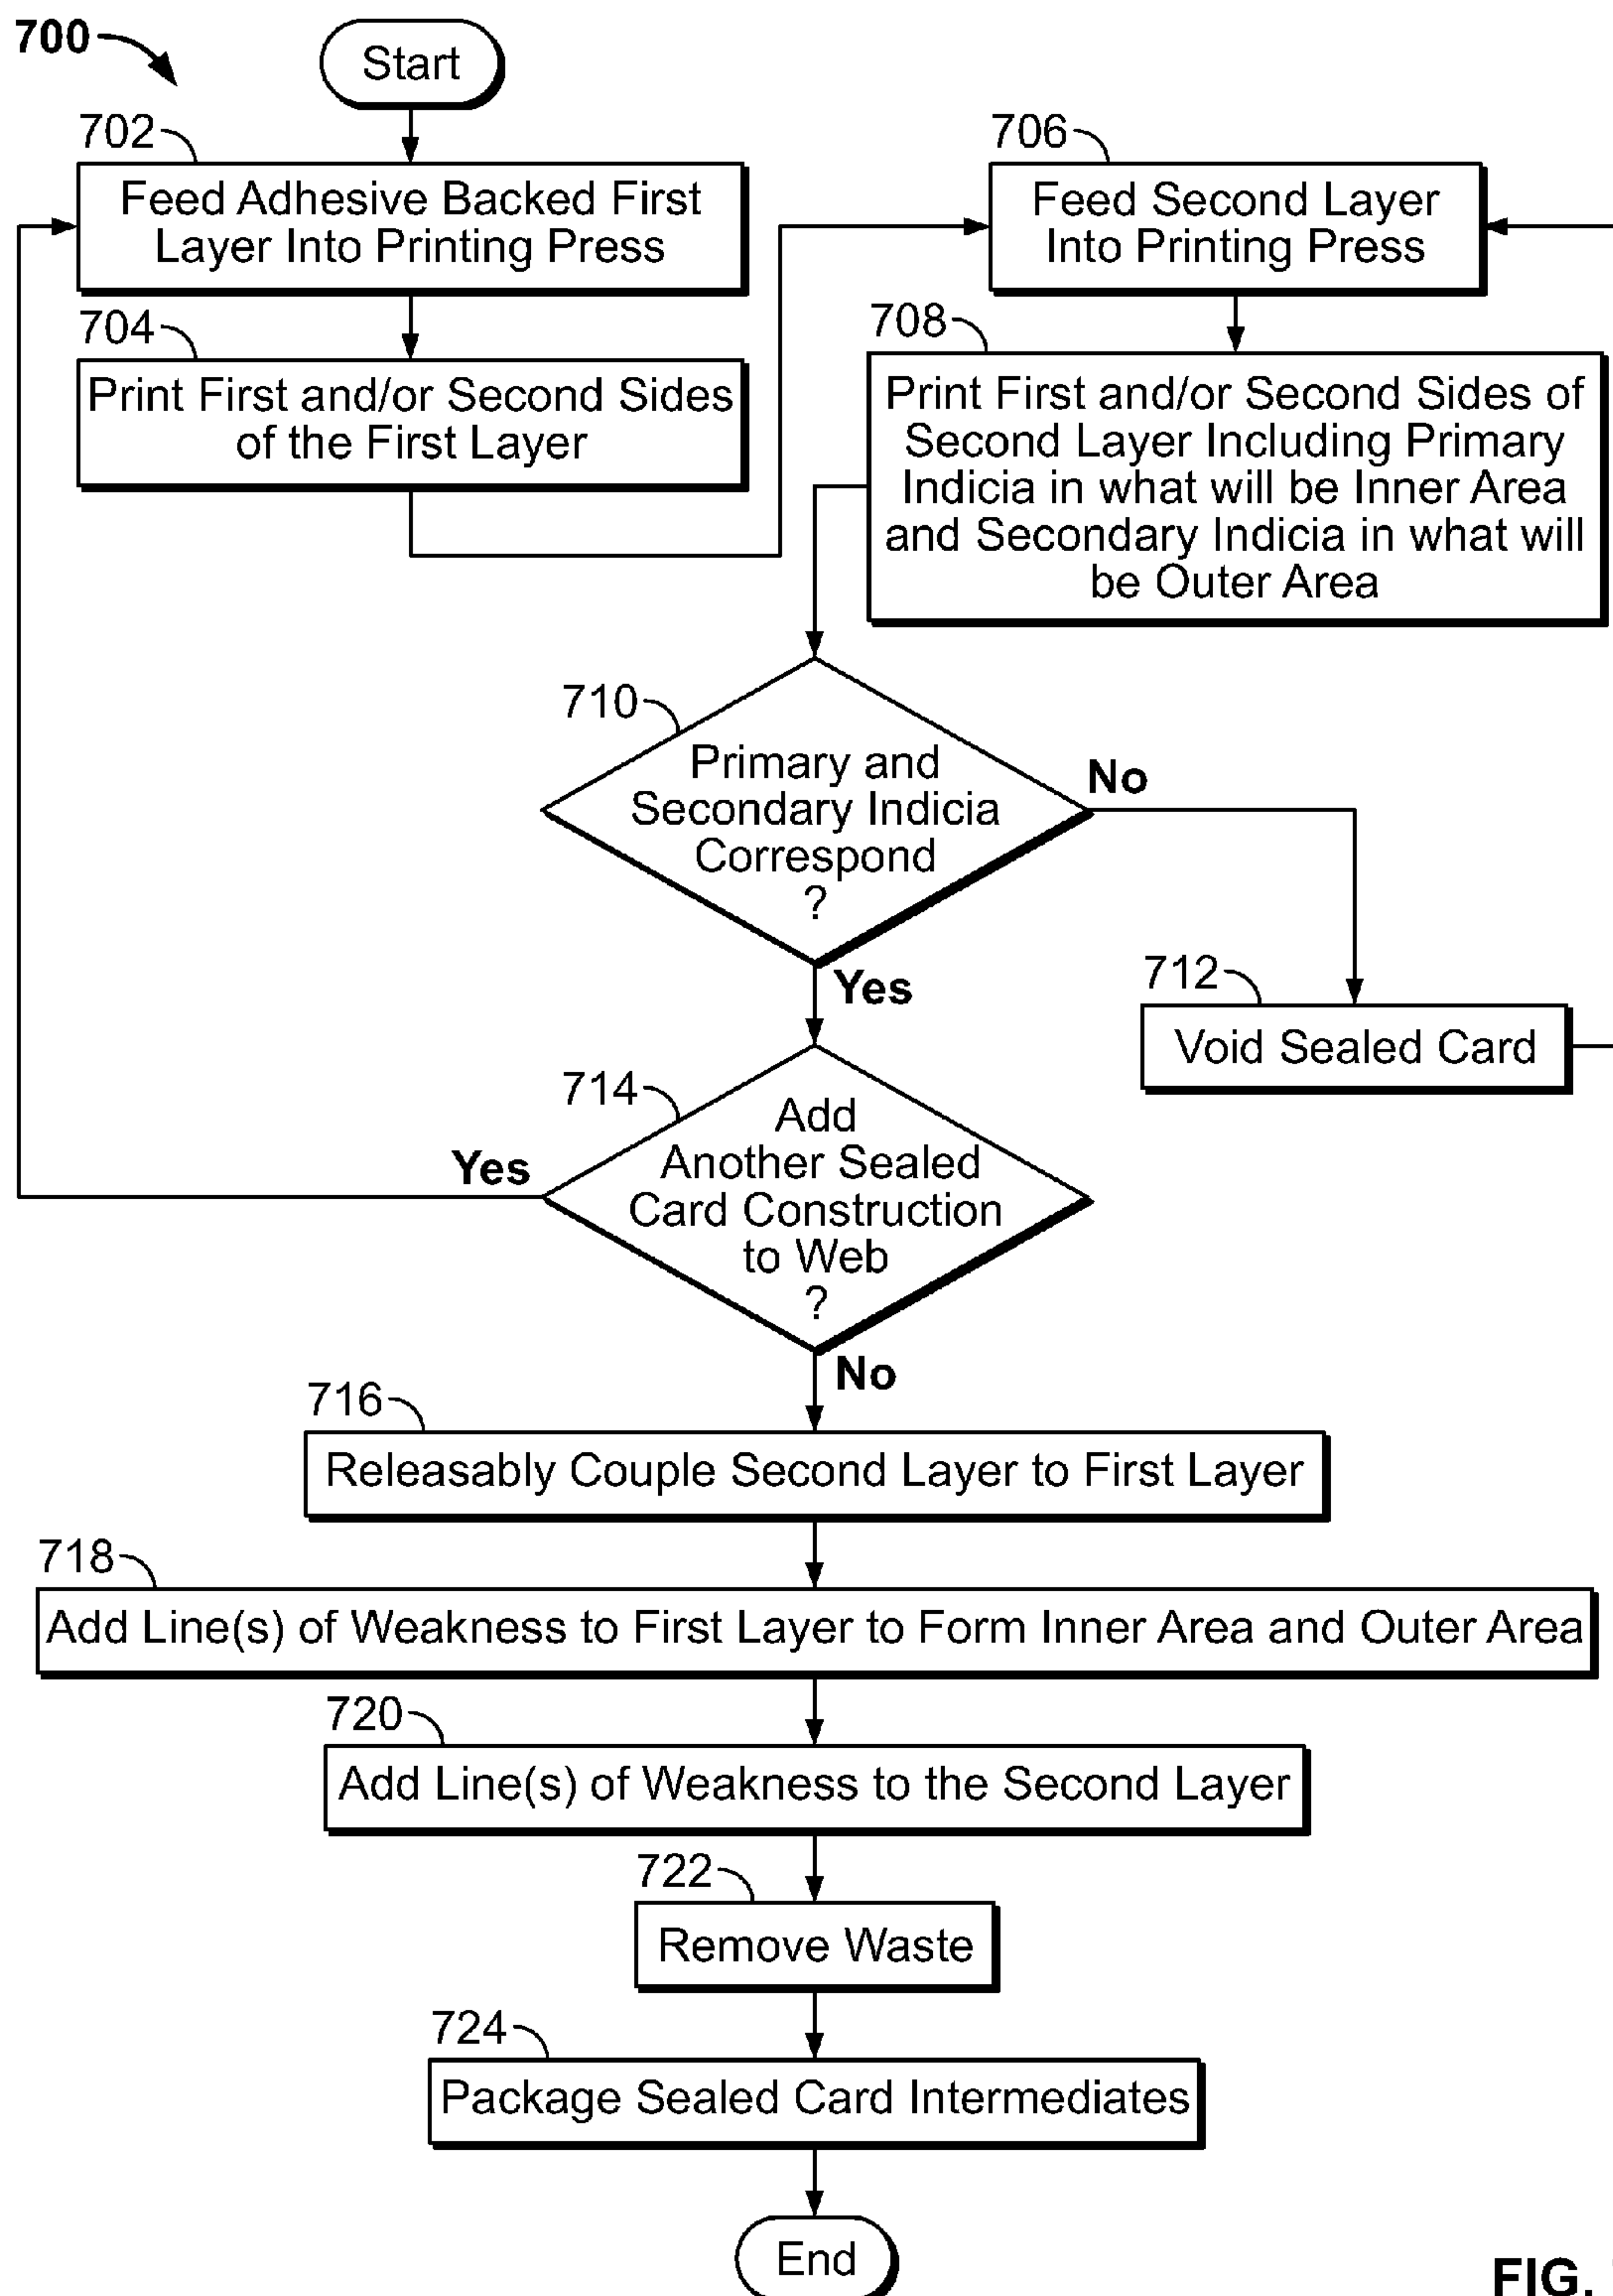 700
Start
702
Feed Adhesive Backed First
Layer Into Printing Press
704
Print First and/or Second Sides
of the First Layer
706
Feed Second Layer
Into Printing Press
708
Print First and/or Second Sides of
Second Layer Including Primary
Indicia in what will be Inner Area
and Secondary Indicia in what will
be Outer Area
710
Primary and
Secondary Indicia
Correspond
?
No
Yes
712
Void Sealed Card
714
Add
Another Sealed
Card Construction
to Web
?
Yes
No
716
Releasably Couple Second Layer to First Layer
718
Add Line(s) of Weakness to First Layer to Form Inner Area and Outer Area
720
Add Line(s) of Weakness to the Second Layer
722
Remove Waste
724
Package Sealed Card Intermediates
End
FIG.